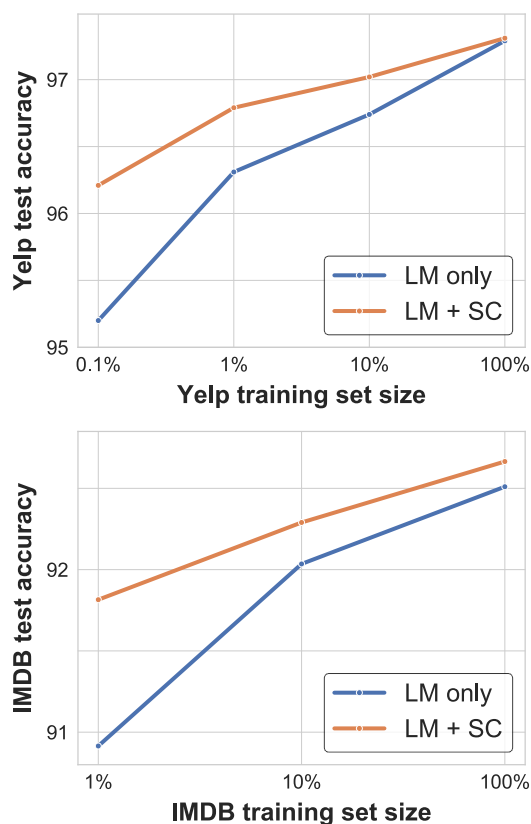 Yelp test accuracy
97
96
95
LM only
LM + SC
0.1% 1% 10% 100%
Yelp training set size
IMDB test accuracy
92
91
LM only
LM + SC
1% 10% 100%
IMDB training set size